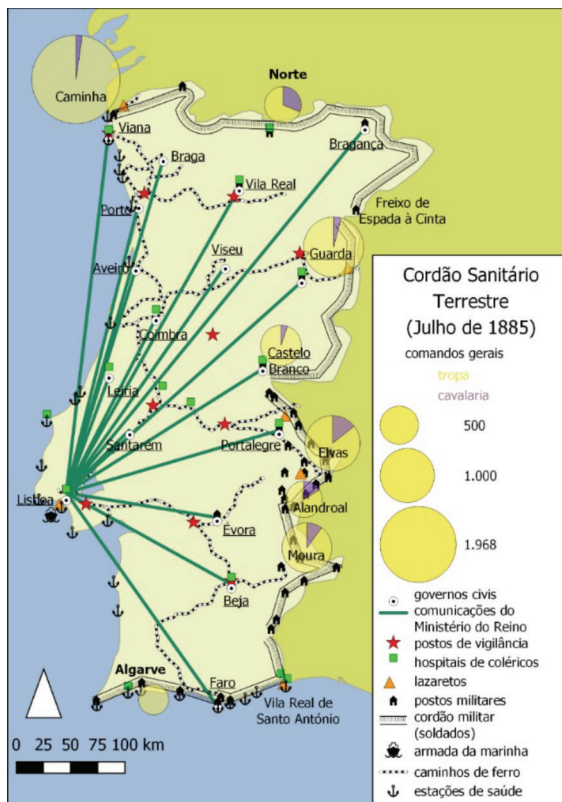 Norte
Caminha
Viana
Bragança
Braga
Vila Real
Porto
Freixo de
Espada à Cinta
Viseu
Guarda
Aveiro
Coimbra
Castelo
Branco
Leiria
Santarém
Portalegre
Elvas
Lisboa
Alandroal
Évora
Moura
Beja
Algarve
Faro
Vila Real de
Santo António
0 25 50 75 100 km
Cordão Sanitário
Terrestre
(Julho de 1885)
comandos gerais
tropa
cavalaria
500
1.000
1.968
governos civis
comunicações do
Ministério do Reino
postos de vigilância
hospitais de coléricos
lazaretos
postos militares
cordão militar
(soldados)
armada da marinha
caminhos de ferro
estações de saúde